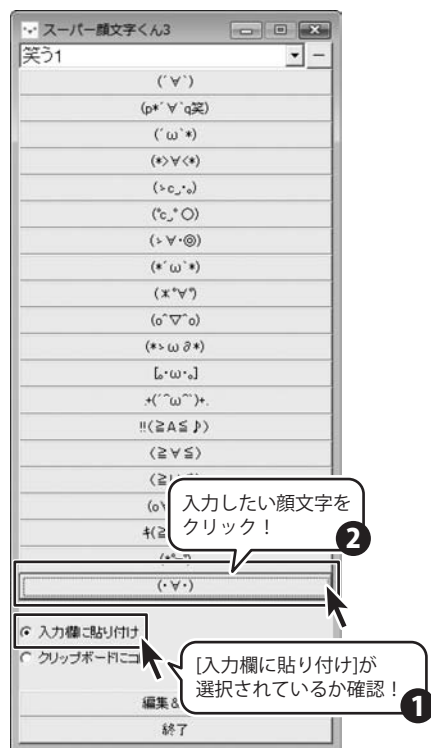 スーパー顔文字くん3
笑う1
(´∀`)
(p*´∀`q笑)
(´ω`*)
(*>∀<*)
(>c_,･｡)
(°c_,°〇)
(>∀･◎)
(*´ω`*)
(ж°∀°)
(o^▽^o)
(*>ω∂*)
[｡･ω･｡]
.+(´^ω^`)+.
!!(≧A≦♪)
(≧∀≦)
(≧
(o
キ(≧
(･∀･)
入力したい顔文字を
クリック！
2
入力欄に貼り付け
クリップボードにコ
[入力欄に貼り付け]が
選択されているか確認！
1
編集&
終了